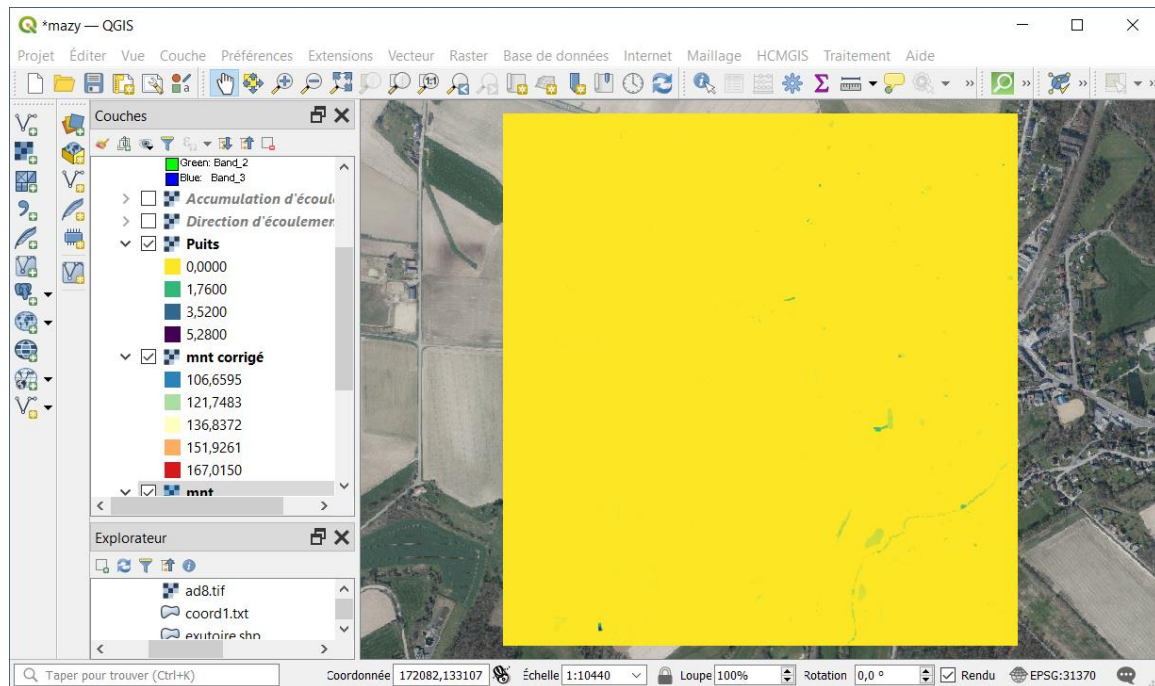 *mazy — QGIS
Projet Éditer Vue Couche Préférences Extensions Vecteur Raster Base de données Internet Maillage HCMGIS Traitement Aide
Couches
Green: Band_2
Blue: Band_3
Accumulation d'écoul
Direction d'écoulemen
Puits
0,0000
1,7600
3,5200
5,2800
mnt corrigé
106,6595
121,7483
136,8372
151,9261
167,0150
mnt
Explorateur
ad8.tif
coord1.txt
exutoire.shp
Taper pour trouver (Ctrl+K) Coordonnée 172082,133107 Échelle 1:10440 Loupe 100% Rotation 0,0 ° Rendu EPSG:31370